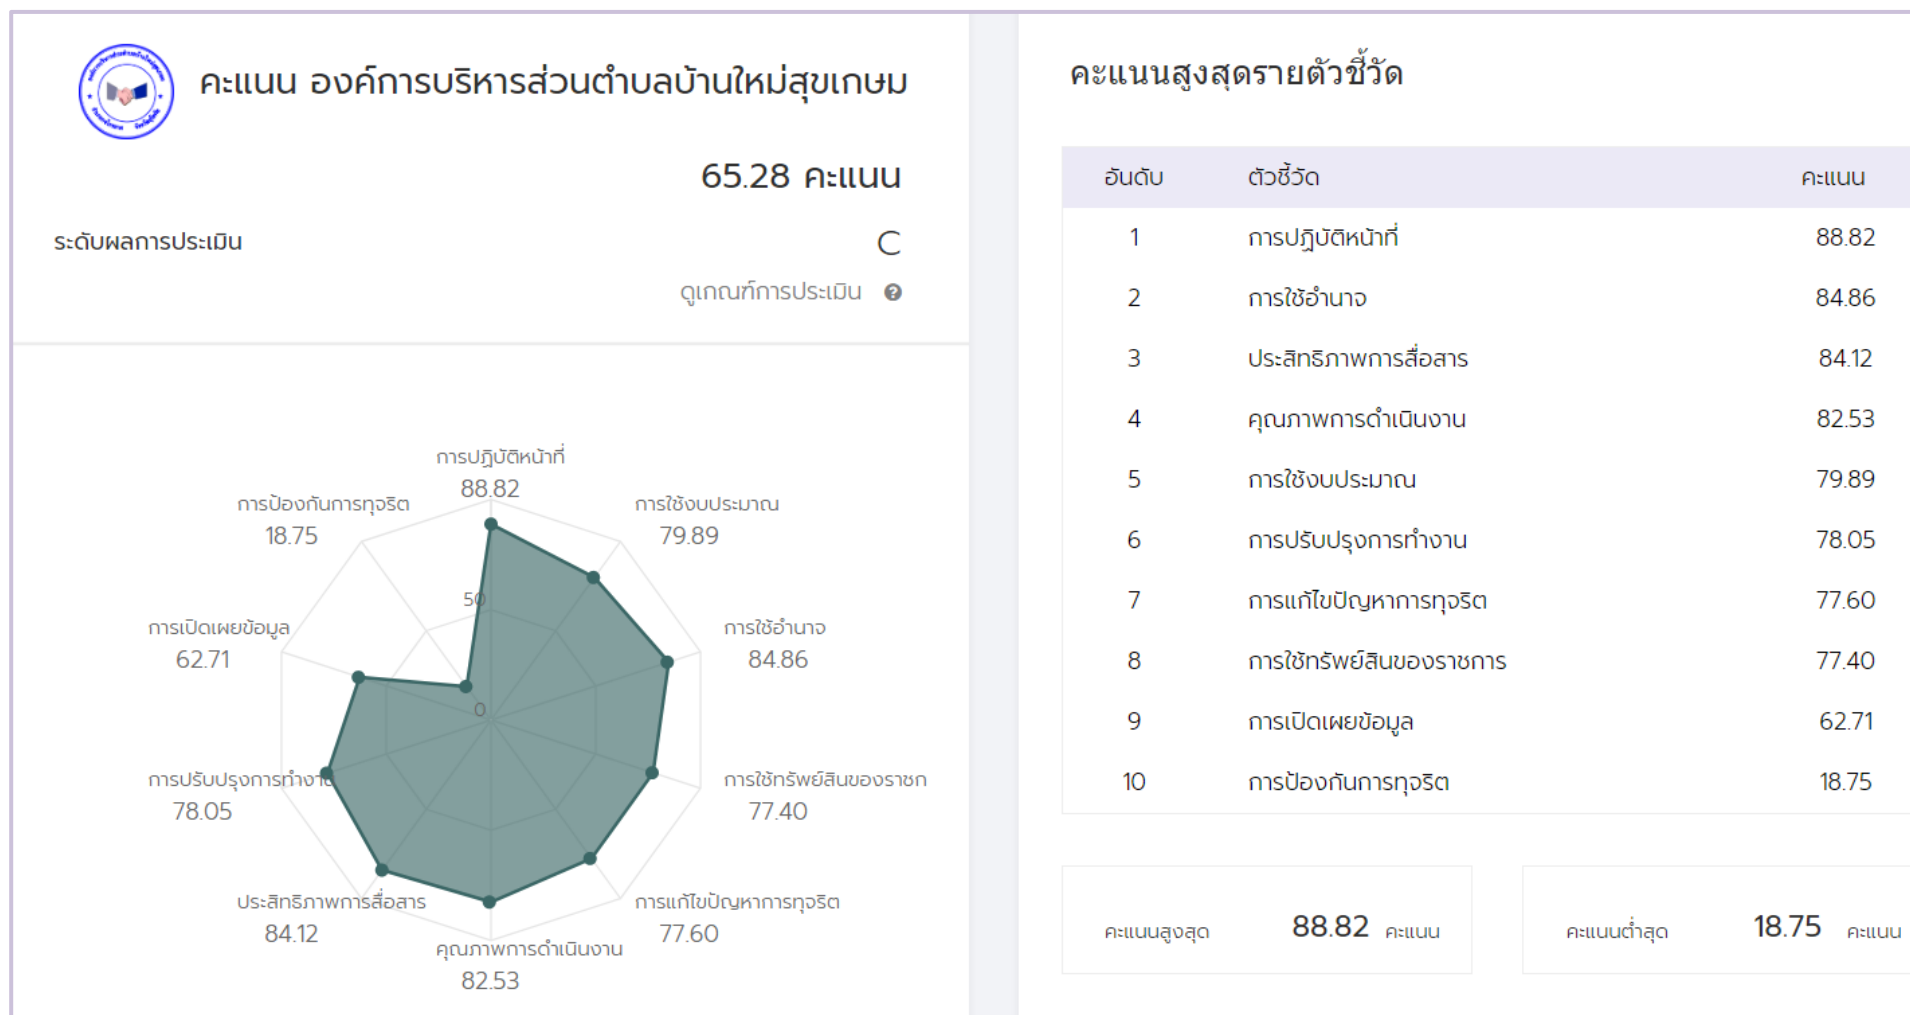 คะแนน องค์การบริหารส่วนตำบลบ้านใหม่สุขเกษม
65.28 คะแนน
ระดับผลการประเมิน C
ดูเกณฑ์การประเมิน
การปฏิบัติหน้าที่
88.82
การป้องกันการทุจริต
18.75
การใช้งบประมาณ
79.89
50
การเปิดเผยข้อมูล
62.71
การใช้อำนาจ
84.86
0
การปรับปรุงการทำงาน
78.05
การใช้ทรัพย์สินของราชก
77.40
ประสิทธิภาพการสื่อสาร
84.12
การแก้ไขปัญหาการทุจริต
77.60
คุณภาพการดำเนินงาน
82.53
คะแนนสูงสุดรายตัวชี้วัด
อันดับ ตัวชี้วัด คะแนน
1 การปฏิบัติหน้าที่ 88.82
2 การใช้อำนาจ 84.86
3 ประสิทธิภาพการสื่อสาร 84.12
4 คุณภาพการดำเนินงาน 82.53
5 การใช้งบประมาณ 79.89
6 การปรับปรุงการทำงาน 78.05
7 การแก้ไขปัญหาการทุจริต 77.60
8 การใช้ทรัพย์สินของราชการ 77.40
9 การเปิดเผยข้อมูล 62.71
10 การป้องกันการทุจริต 18.75
คะแนนสูงสุด 88.82 คะแนน
คะแนนต่ำสุด 18.75 คะแนน